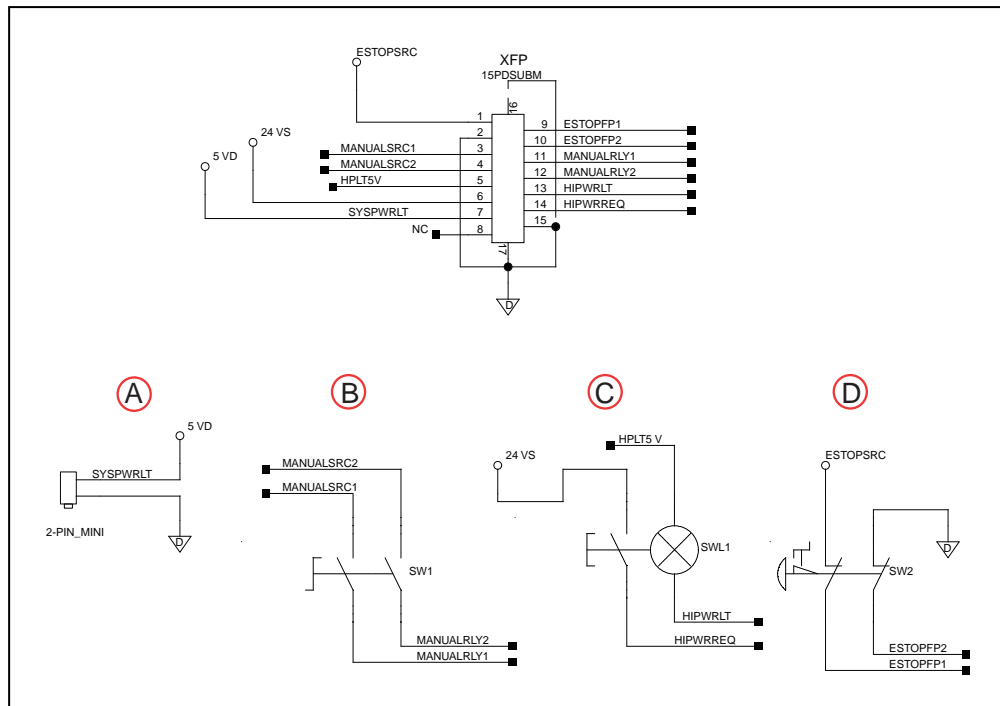 ESTOPSRC
XFP
15PDSUBM
16
24 VS
5 VD
1
2
MANUALSRC1 3
MANUALSRC2 4
HPLT5V 5
6
SYSPWRLT 7
NC 8
9 ESTOPFP1
10 ESTOPFP2
11 MANUALRLY1
12 MANUALRLY2
13 HIPWRLT
14 HIPWRREQ
15
17
D
A
B
C
D
5 VD
SYSPWRLT
2-PIN_MINI
D
MANUALSRC2
MANUALSRC1
SW1
MANUALRLY2
MANUALRLY1
HPLT5 V
24 VS
SWL1
HIPWRLT
HIPWRREQ
ESTOPSRC
D
SW2
ESTOPFP2
ESTOPFP1